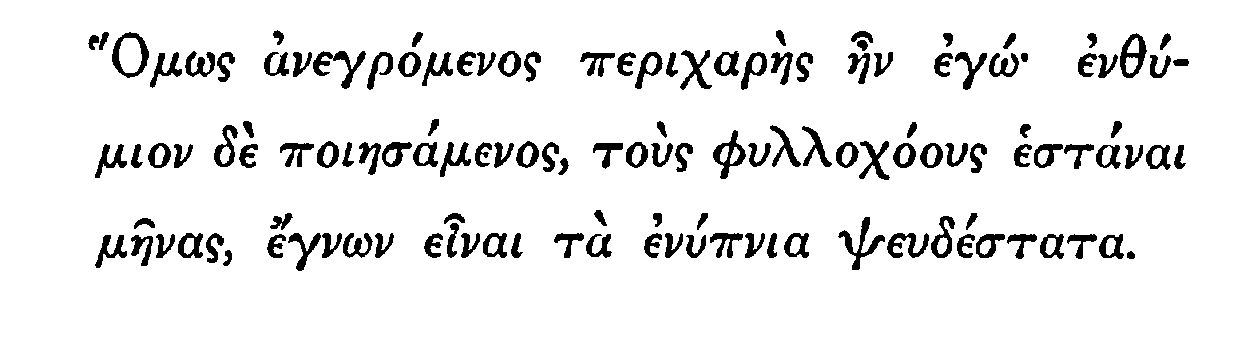 Ὅμως ἀνεγρόμενος περιχαρὴς ἦν ἐγώ· ἐνθύ-
μιον δὲ ποιησάμενος, τοὺς φυλλοχόους ἑστάναι
μῆνας, ἔγνων εἶναι τὰ ἐνύπνια ψευδέστατα.